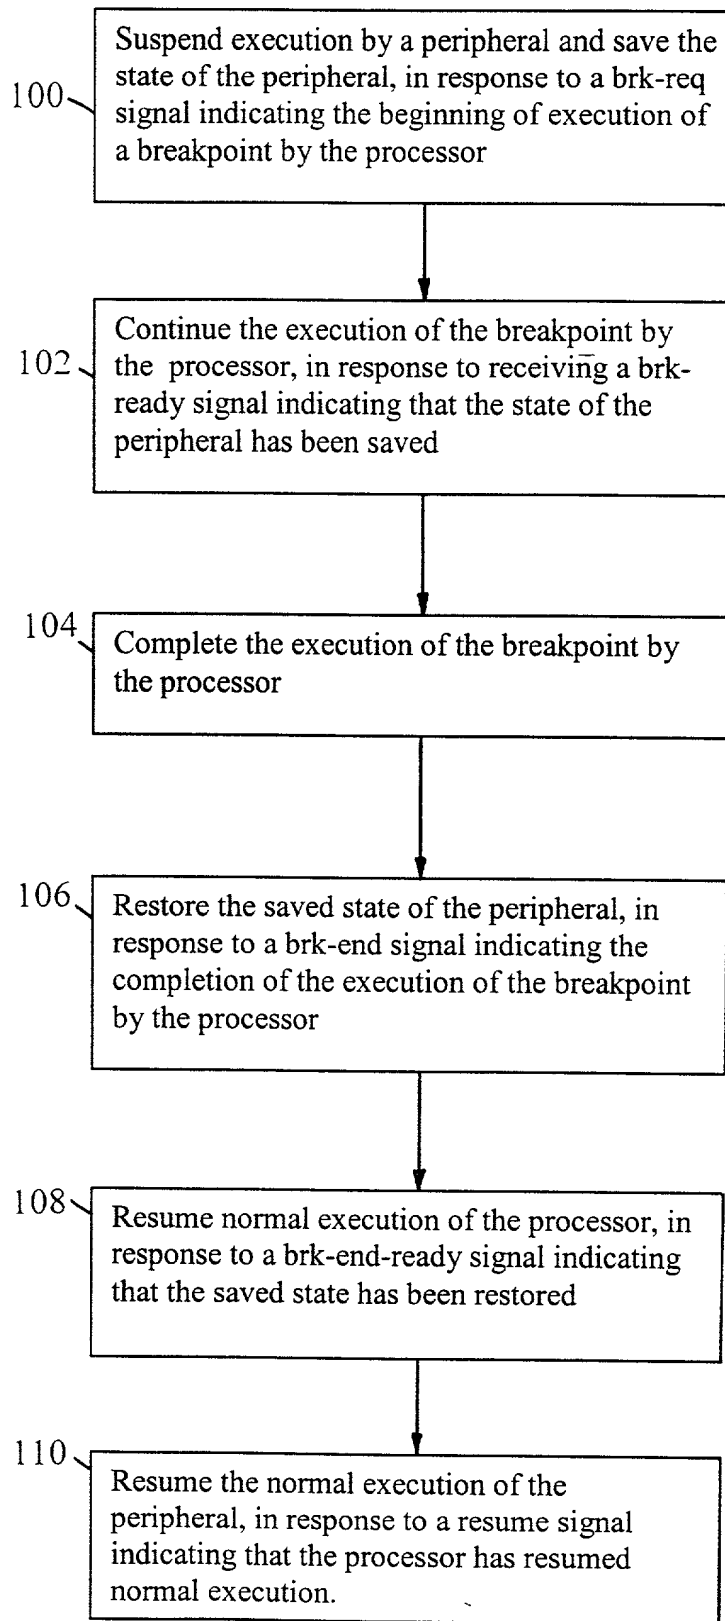 100
Suspend execution by a peripheral and save the
state of the peripheral, in response to a brk-req
signal indicating the beginning of execution of
a breakpoint by the processor
102
Continue the execution of the breakpoint by
the processor, in response to receiving a brk-
ready signal indicating that the state of the
peripheral has been saved
104
Complete the execution of the breakpoint by
the processor
106
Restore the saved state of the peripheral, in
response to a brk-end signal indicating the
completion of the execution of the breakpoint
by the processor
108
Resume normal execution of the processor, in
response to a brk-end-ready signal indicating
that the saved state has been restored
110
Resume the normal execution of the
peripheral, in response to a resume signal
indicating that the processor has resumed
normal execution.